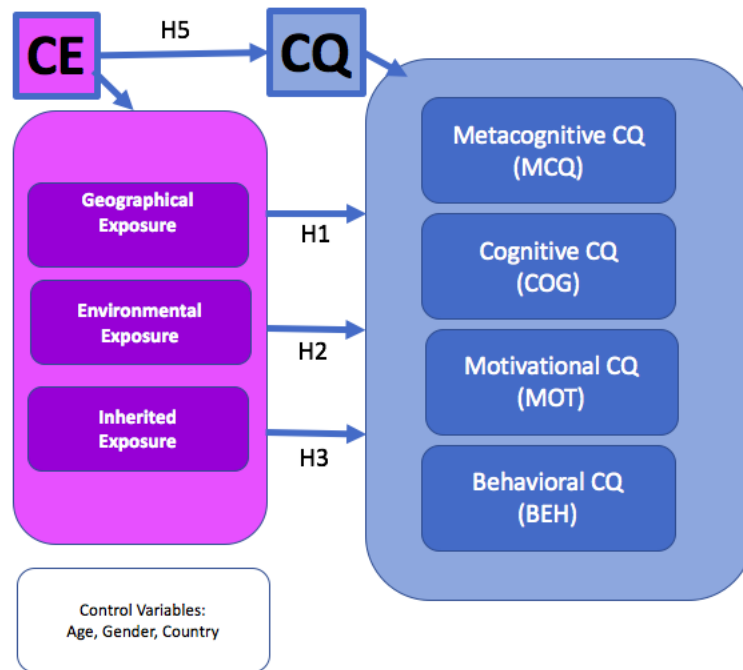 CE
H5
CQ
Geographical
Exposure
H1
Environmental
Exposure
H2
Inherited
Exposure
H3
Metacognitive CQ
(MCQ)
Cognitive CQ
(COG)
Motivational CQ
(MOT)
Behavioral CQ
(BEH)
Control Variables:
Age, Gender, Country